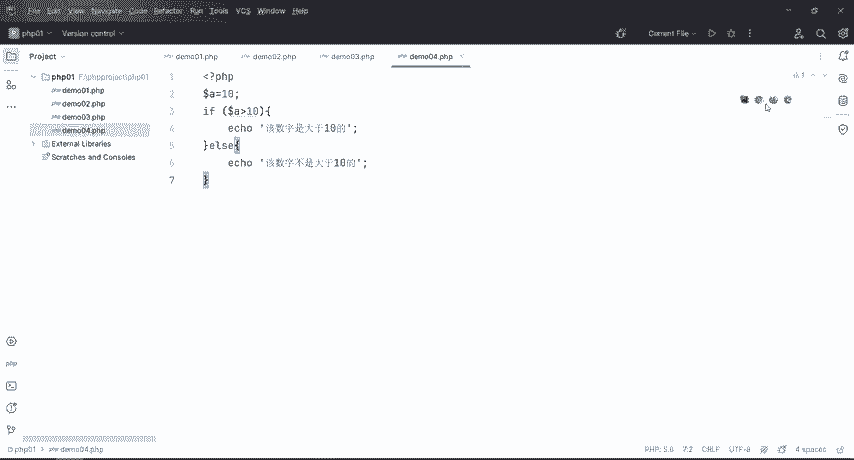 File Edit View Navigate Code Refactor Run Tools VCS Window Help
php01 Version control Current File
Project demo01.php demo02.php demo03.php demo04.php
php01 F:\phpproject\php01
demo01.php
demo02.php
demo03.php
demo04.php
External Libraries
Scratches and Consoles
1 <?php
2 $a=10;
3 if ($a>10){
4 echo '该数字是大于10的';
5 }else{
6 echo '该数字不是大于10的';
7 }
php
php01 > demo04.php PHP: 5.6 7:2 CRLF UTF-8 4 spaces